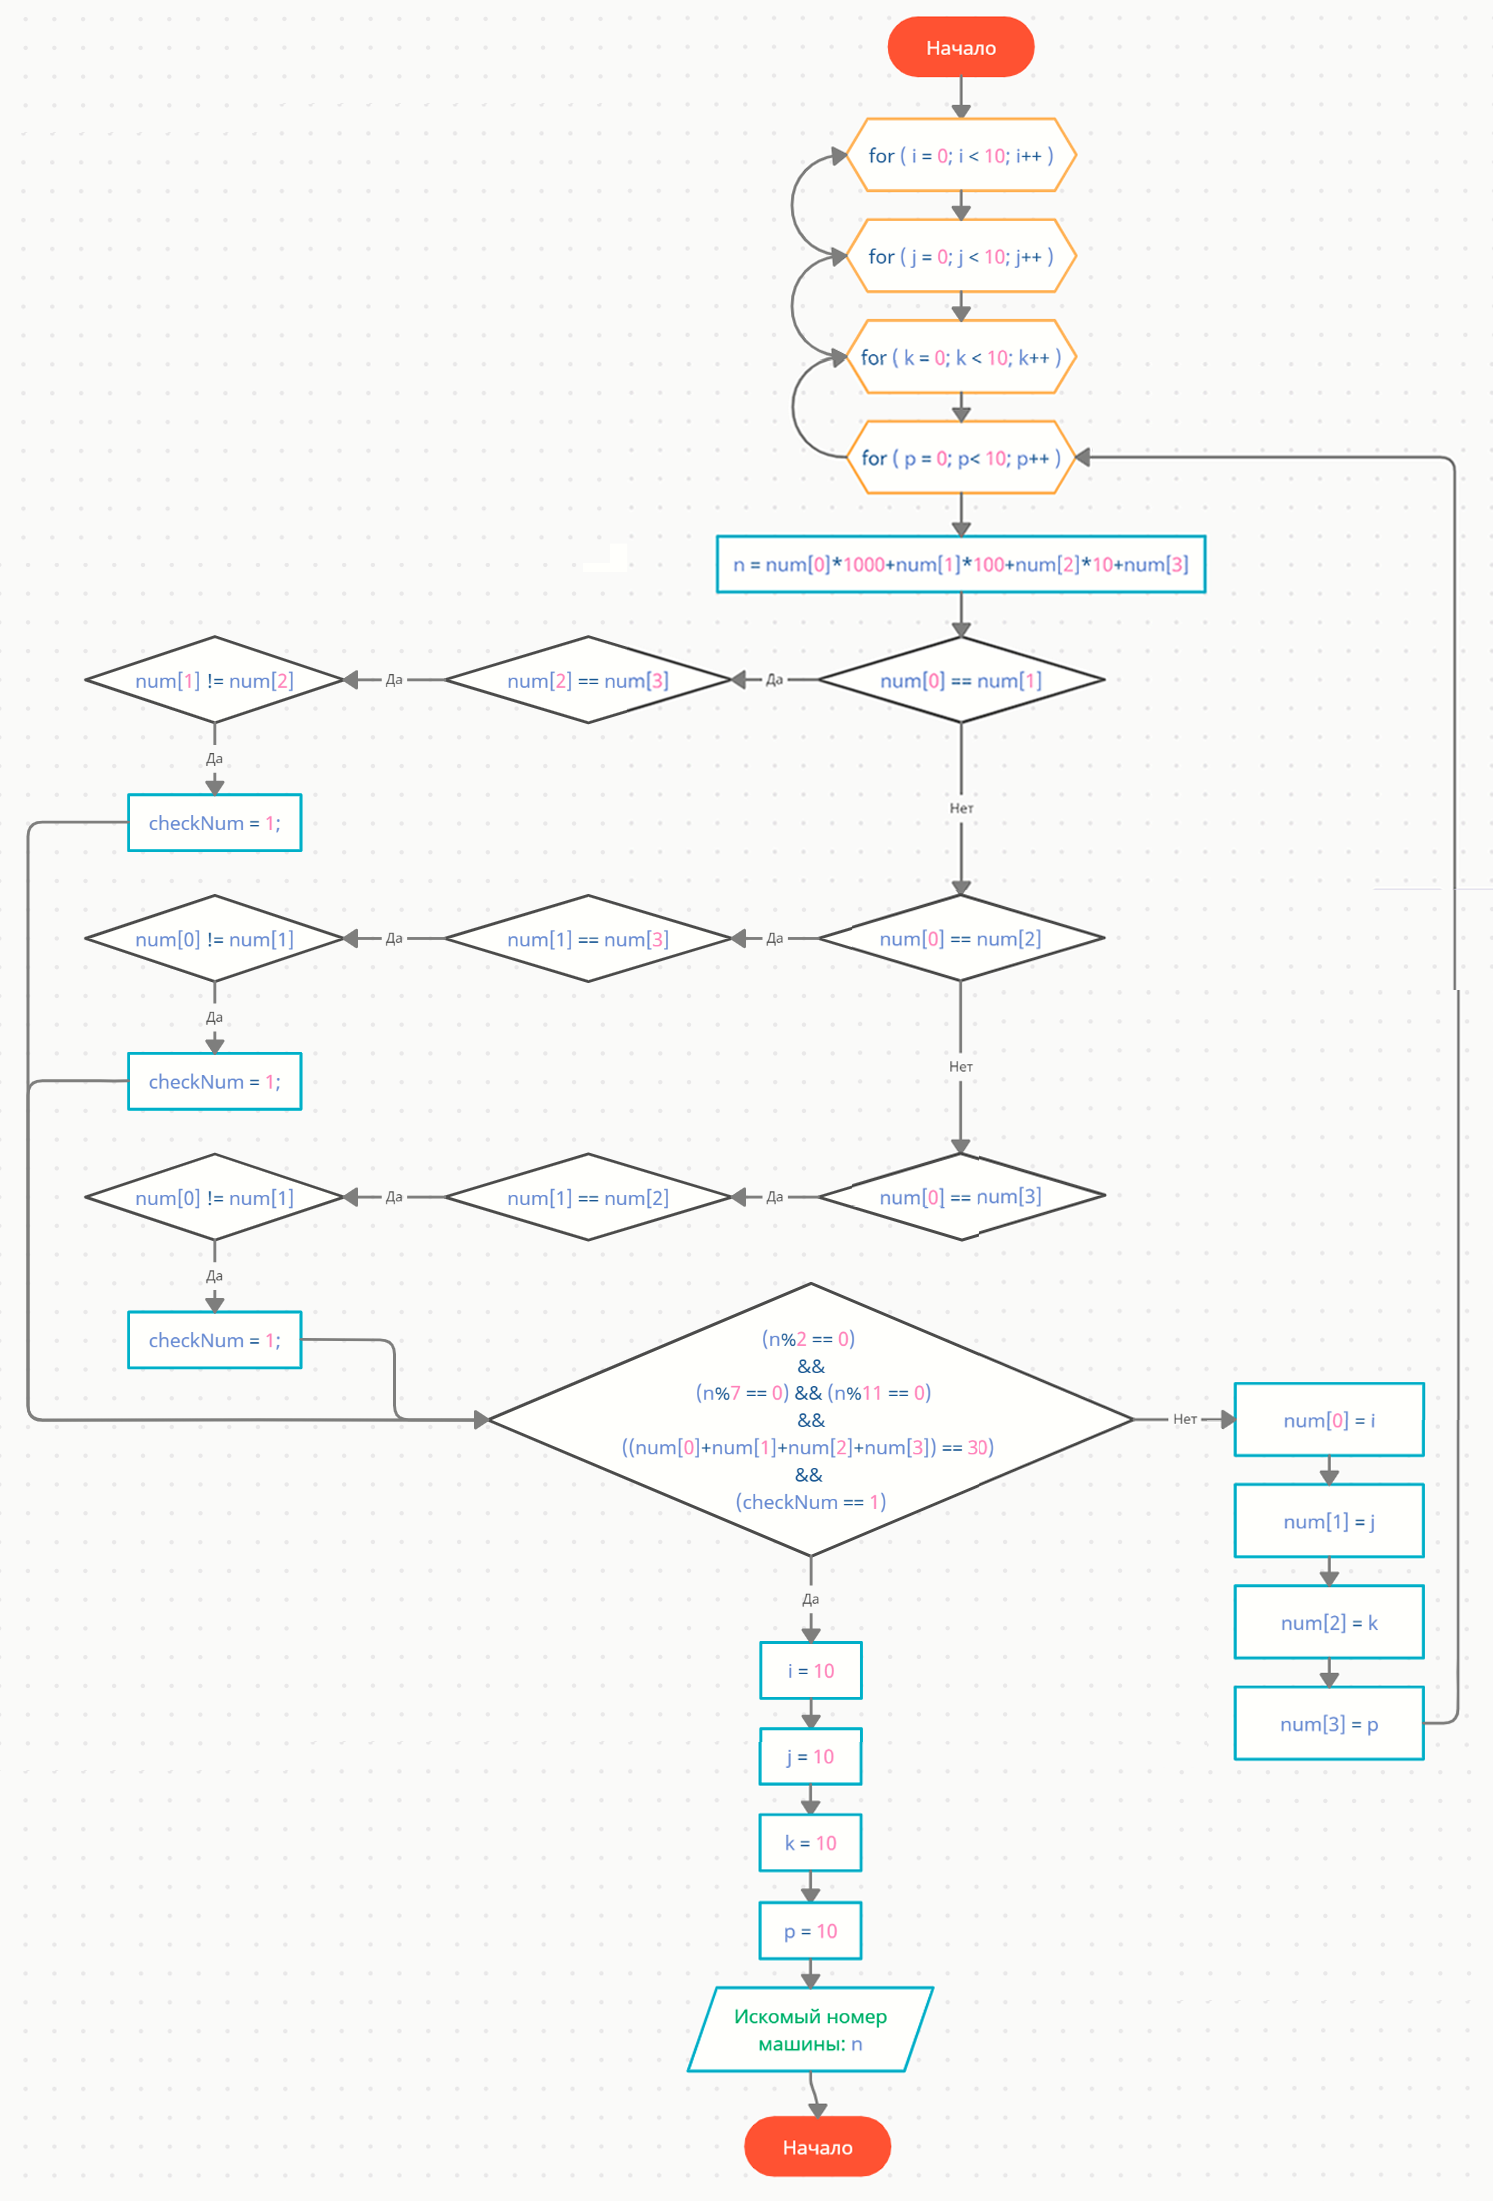 Начало
for ( i = 0; i < 10; i++ )
for ( j = 0; j < 10; j++ )
for ( k = 0; k < 10; k++ )
for ( p = 0; p< 10; p++ )
n = num[0]*1000+num[1]*100+num[2]*10+num[3]
num[1] != num[2]
Да
num[2] == num[3]
Да
num[0] == num[1]
Да
checkNum = 1;
Нет
num[0] != num[1]
Да
num[1] == num[3]
Да
num[0] == num[2]
Да
checkNum = 1;
Нет
num[0] != num[1]
Да
num[1] == num[2]
Да
num[0] == num[3]
Да
checkNum = 1;
(n%2 == 0)
&&
(n%7 == 0) && (n%11 == 0)
&&
((num[0]+num[1]+num[2]+num[3]) == 30)
&&
(checkNum == 1)
Нет
num[0] = i
num[1] = j
num[2] = k
num[3] = p
Да
i = 10
j = 10
k = 10
p = 10
Искомый номер
машины: n
Начало